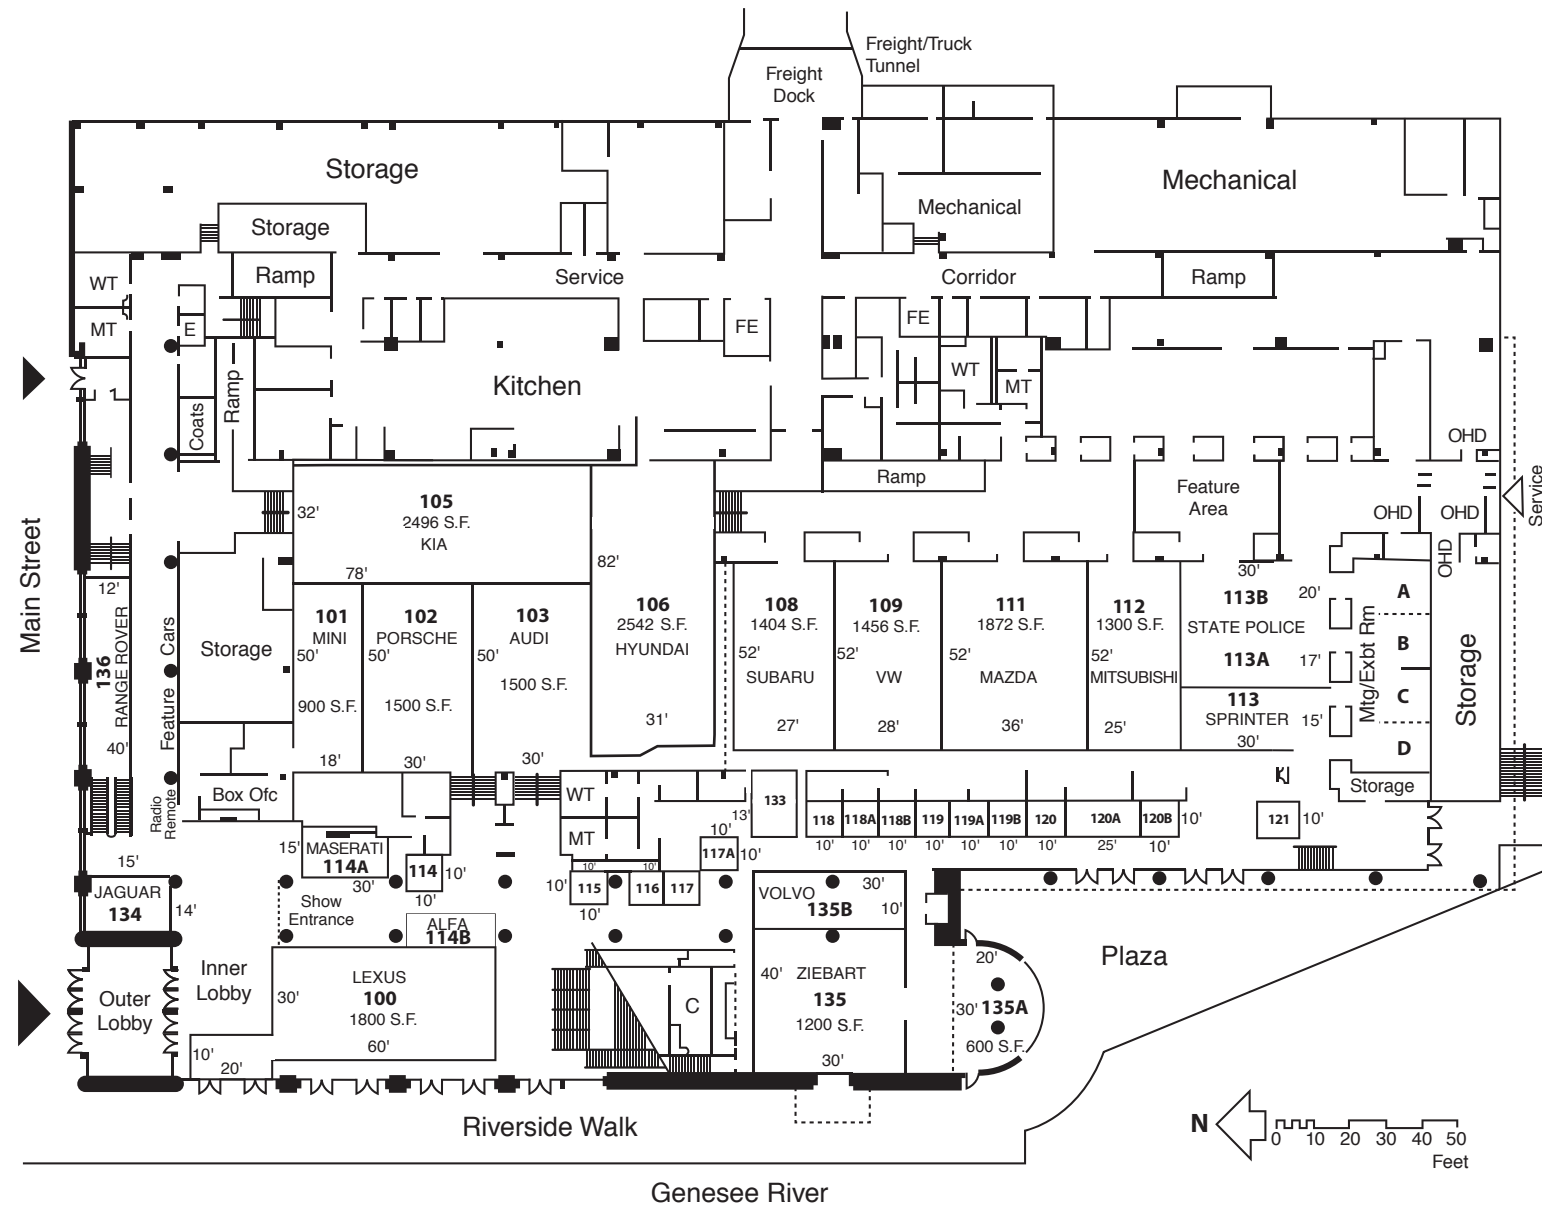 Freight/Truck
Tunnel
Freight
Dock
Storage
Mechanical
Mechanical
Storage
WT
Ramp
Service
Corridor
Ramp
MT
E
FE
FE
WT
MT
Kitchen
Ramp
Coats
OHD
Ramp
105
2496 S.F.
KIA
32'
78'
82'
Feature
Area
OHD
OHD
OHD
Service
Main Street
12'
136
RANGE ROVER
40'
Feature Cars
Radio
Remote
Storage
101
MINI
50'
900 S.F.
18'
102
PORSCHE
50'
1500 S.F.
30'
103
AUDI
50'
1500 S.F.
30'
106
2542 S.F.
HYUNDAI
31'
108
1404 S.F.
52'
SUBARU
27'
109
1456 S.F.
52'
VW
28'
111
1872 S.F.
52'
MAZDA
36'
112
1300 S.F.
52'
MITSUBISHI
25'
30'
113B
20'
STATE POLICE
113A
17'
113
SPRINTER
15'
30'
Mtg/Exbt Rm
A
B
C
D
Storage
Storage
Box Ofc
WT
MT
133
13'
118
118A
118B
119
119A
119B
120
120A
120B
10'
10'
10'
10'
10'
10'
10'
10'
25'
10'
121
10'
15'
MASERATI
114A
30'
114
10'
10'
10'
117A
10'
10'
10'
10'
115
116
117
10'
15'
JAGUAR
134
14'
Show
Entrance
ALFA
114B
VOLVO
30'
135B
10'
Inner
Lobby
Outer
Lobby
LEXUS
100
1800 S.F.
30'
60'
10'
20'
C
40'
ZIEBART
135
1200 S.F.
30'
20'
30'
135A
600 S.F.
Plaza
Riverside Walk
N
0 10 20 30 40 50
Feet
Genesee River